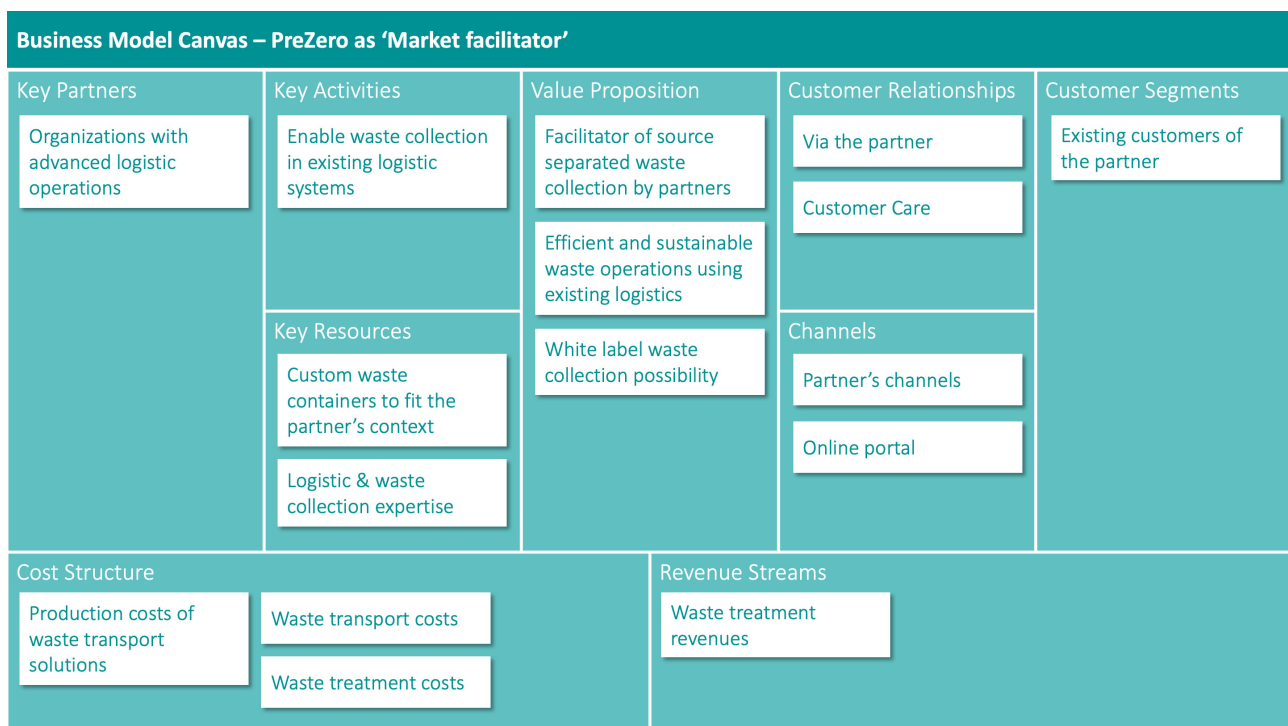 Business Model Canvas – PreZero as ‘Market facilitator’
Key Partners
Organizations with
advanced logistic
operations
Key Activities
Enable waste collection
in existing logistic
systems
Key Resources
Custom waste
containers to fit the
partner’s context
Logistic & waste
collection expertise
Value Proposition
Facilitator of source
separated waste
collection by partners
Efficient and sustainable
waste operations using
existing logistics
White label waste
collection possibility
Customer Relationships
Via the partner
Customer Care
Channels
Partner’s channels
Online portal
Customer Segments
Existing customers of
the partner
Cost Structure
Production costs of
waste transport
solutions
Waste transport costs
Waste treatment costs
Revenue Streams
Waste treatment
revenues